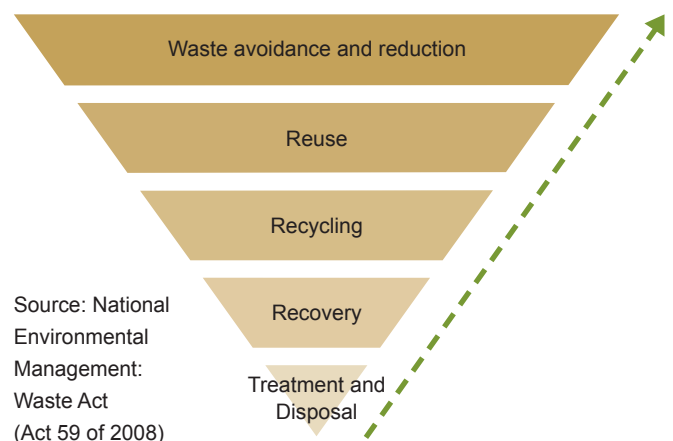 Waste avoidance and reduction
Reuse
Recycling
Recovery
Treatment and
Disposal
Source: National
Environmental
Management:
Waste Act
(Act 59 of 2008)